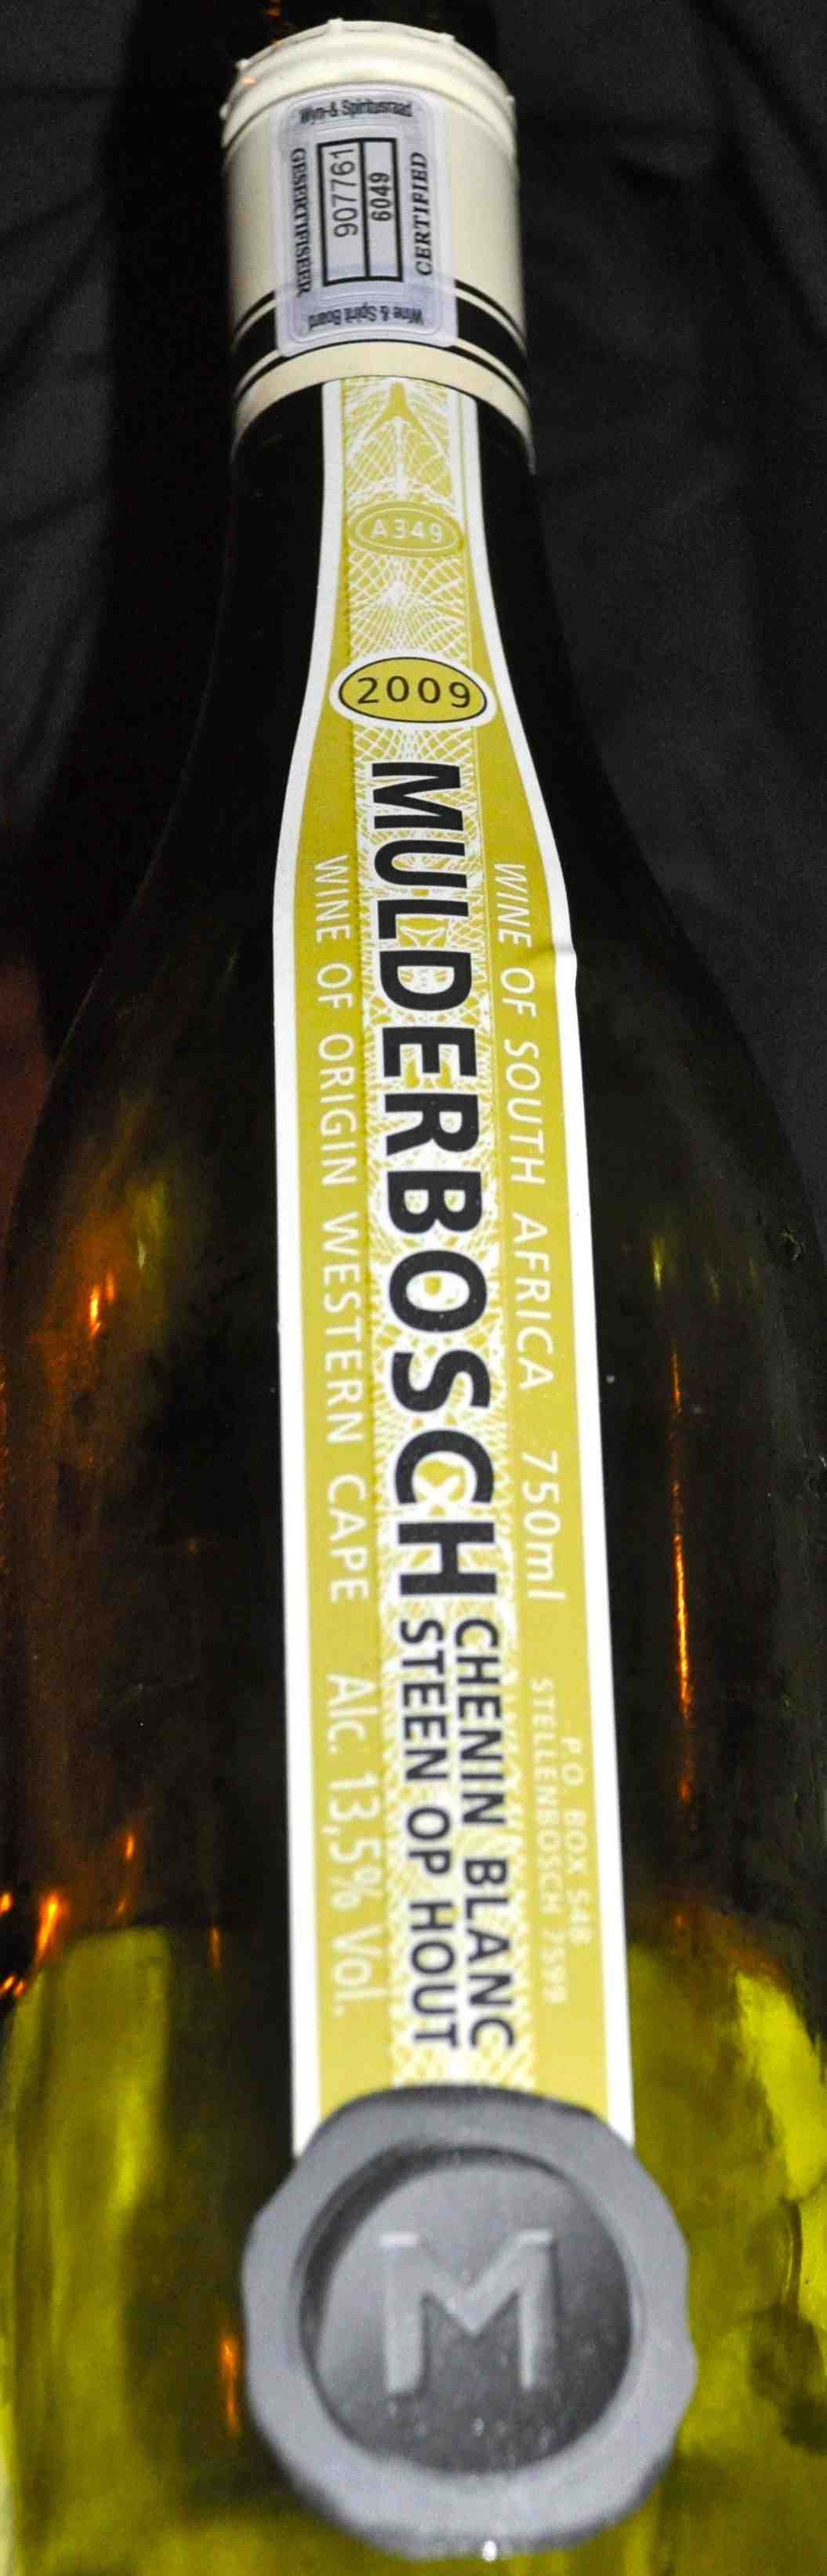 Wyn-& Spiritusraad
CERTIFIED
6049
907761
GESERTIFISEER
Wine & Spirit Board
A349
2009
WINE OF SOUTH AFRICA 750ml
P.O. BOX 548
STELLENBOSCH 7599
MULDERBOSCH
CHENIN BLANC
STEEN OP HOUT
WINE OF ORIGIN WESTERN CAPE Alc. 13,5% Vol.
M